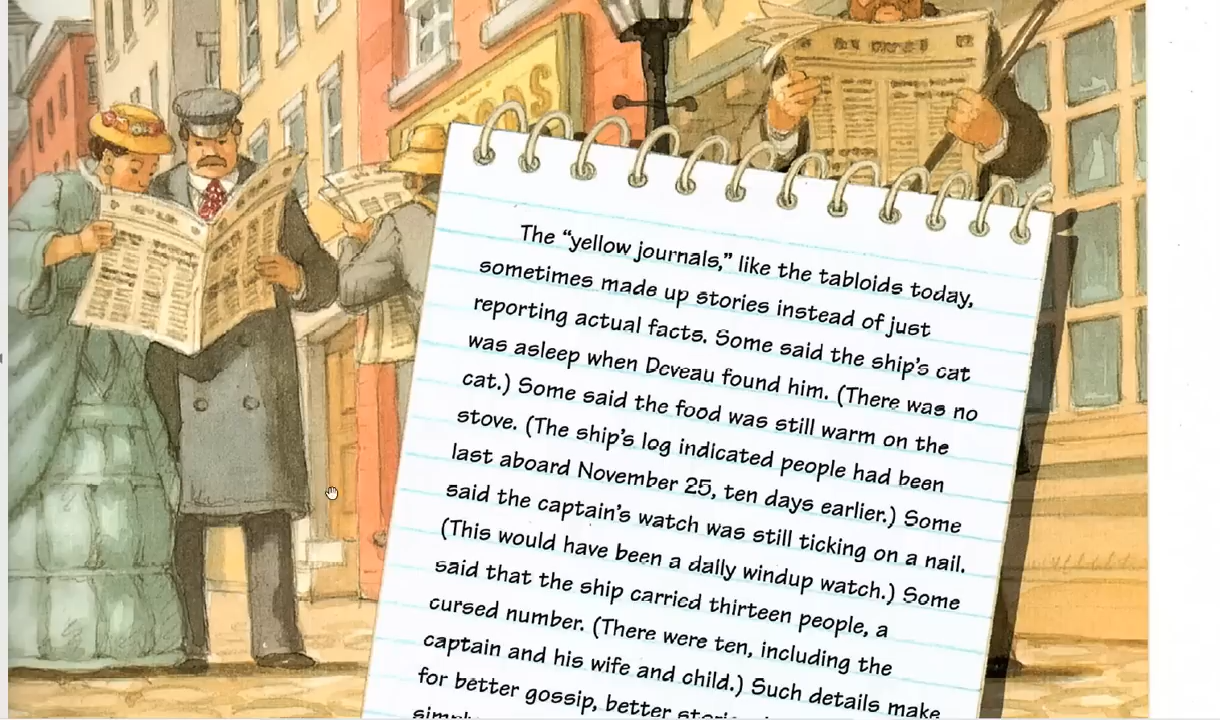 The “yellow journals,” like the tabloids today,
sometimes made up stories instead of just
reporting actual facts. Some said the ship’s cat
was asleep when Deveau found him. (There was no
cat.) Some said the food was still warm on the
stove. (The ship’s log indicated people had been
last aboard November 25, ten days earlier.) Some
said the captain’s watch was still ticking on a nail.
(This would have been a daily windup watch.) Some
said that the ship carried thirteen people, a
cursed number. (There were ten, including the
captain and his wife and child.) Such details make
for better gossip, better